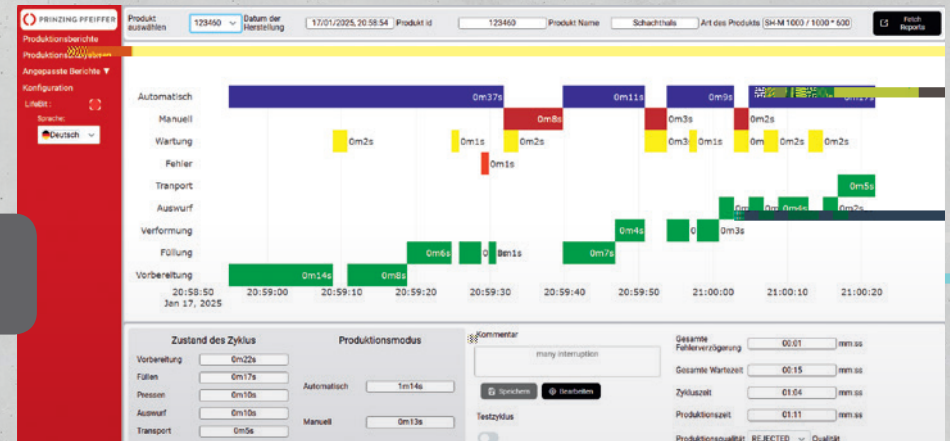 PRINZING PFEIFFER
Produktionsberichte
Angepasste Berichte ▼
Konfiguration
LifeBit :
Sprache:
Deutsch
Produkt auswählen
123460
Datum der Herstellung
17/01/2025, 20:58:54
Produkt Id
123460
Produkt Name
Schachthals
Art des Produkts
SH-M 1000 / 1000 * 600
Fetch Reports
Automatisch
0m37s
0m11s
0m9s
Manuell
0m8s
0m3s
0m2s
Wartung
0m2s
0m1s
0m2s
0m3
0m1s
0m
0m2s
0m2s
Fehler
0m1s
Tranport
0m5s
Auswurf
0m2s
Verformung
0m4s
0
0m3s
Füllung
0m6s
0
0m7s
Vorbereitung
0m14s
0m8s
20:58:50
20:59:00
20:59:10
20:59:20
20:59:30
20:59:40
20:59:50
21:00:00
21:00:10
21:00:20
Jan 17, 2025
Zustand des Zyklus
Vorbereitung
0m22s
Füllen
0m17s
Pressen
0m10s
Auswurf
0m10s
Transport
0m5s
Produktionsmodus
Automatisch
1m14s
Manuell
0m13s
Kommentar
many interruption
Speichern
Bearbeiten
Testzyklus
Gesamte Fehlerverzögerung
00:01
mm:ss
Gesamte Wartezeit
00:15
mm:ss
Zykluszeit
01:04
mm:ss
Produktionszeit
01:11
mm:ss
Produktionsqualität
REJECTED
Qualität